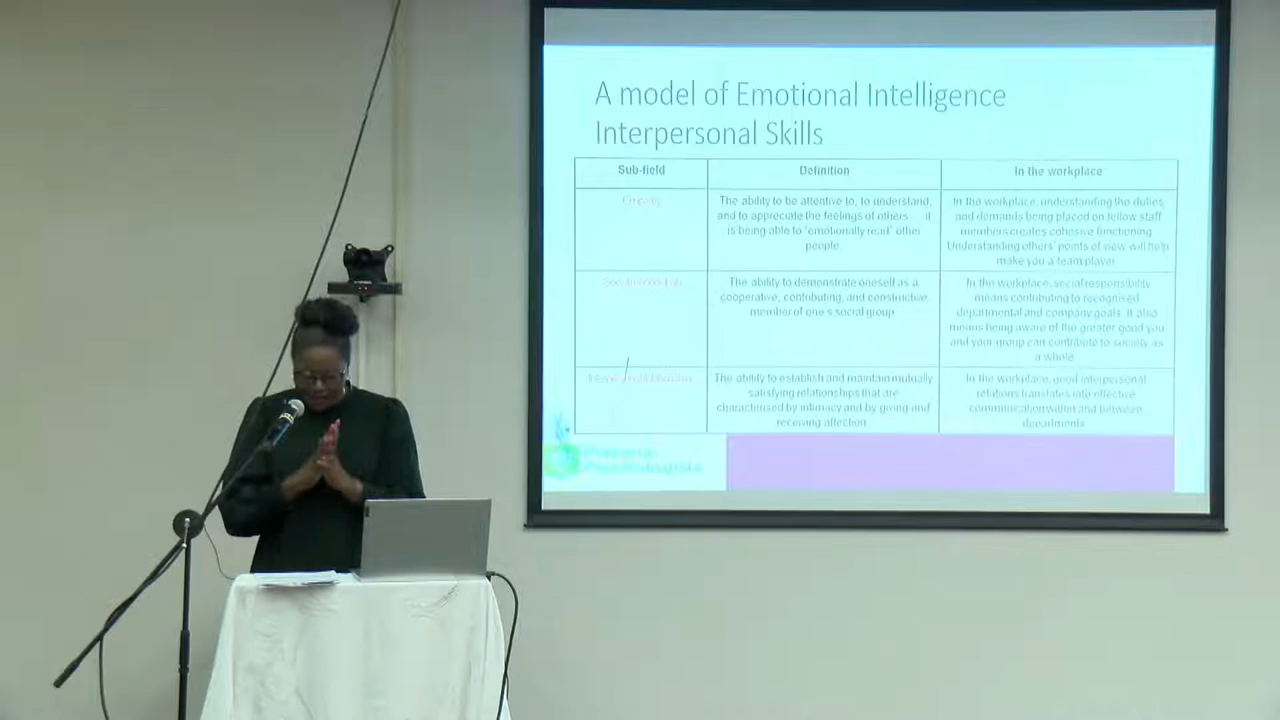 A model of Emotional Intelligence
Interpersonal Skills
Sub-field
Definition
In the workplace
Empathy
The ability to be attentive to, to understand,
and to appreciate the feelings of others ... it
is being able to 'emotionally read' other
people.
In the workplace, understanding the duties,
and demands being placed on fellow staff
members creates cohesive functioning.
Understanding others' points of view will help
make you a team player.
The ability to demonstrate oneself as a
cooperative, contributing, and constructive
member of one's social group.
In the workplace, social responsibility
means contributing to recognised
departmental and company goals. It also
means being aware of the greater good you
and your group can contribute to society as
a whole.
The ability to establish and maintain mutually
satisfying relationships that are
characterised by intimacy and by giving and
receiving affection.
In the workplace, good interpersonal
relations translates into effective
communication within and between
departments.